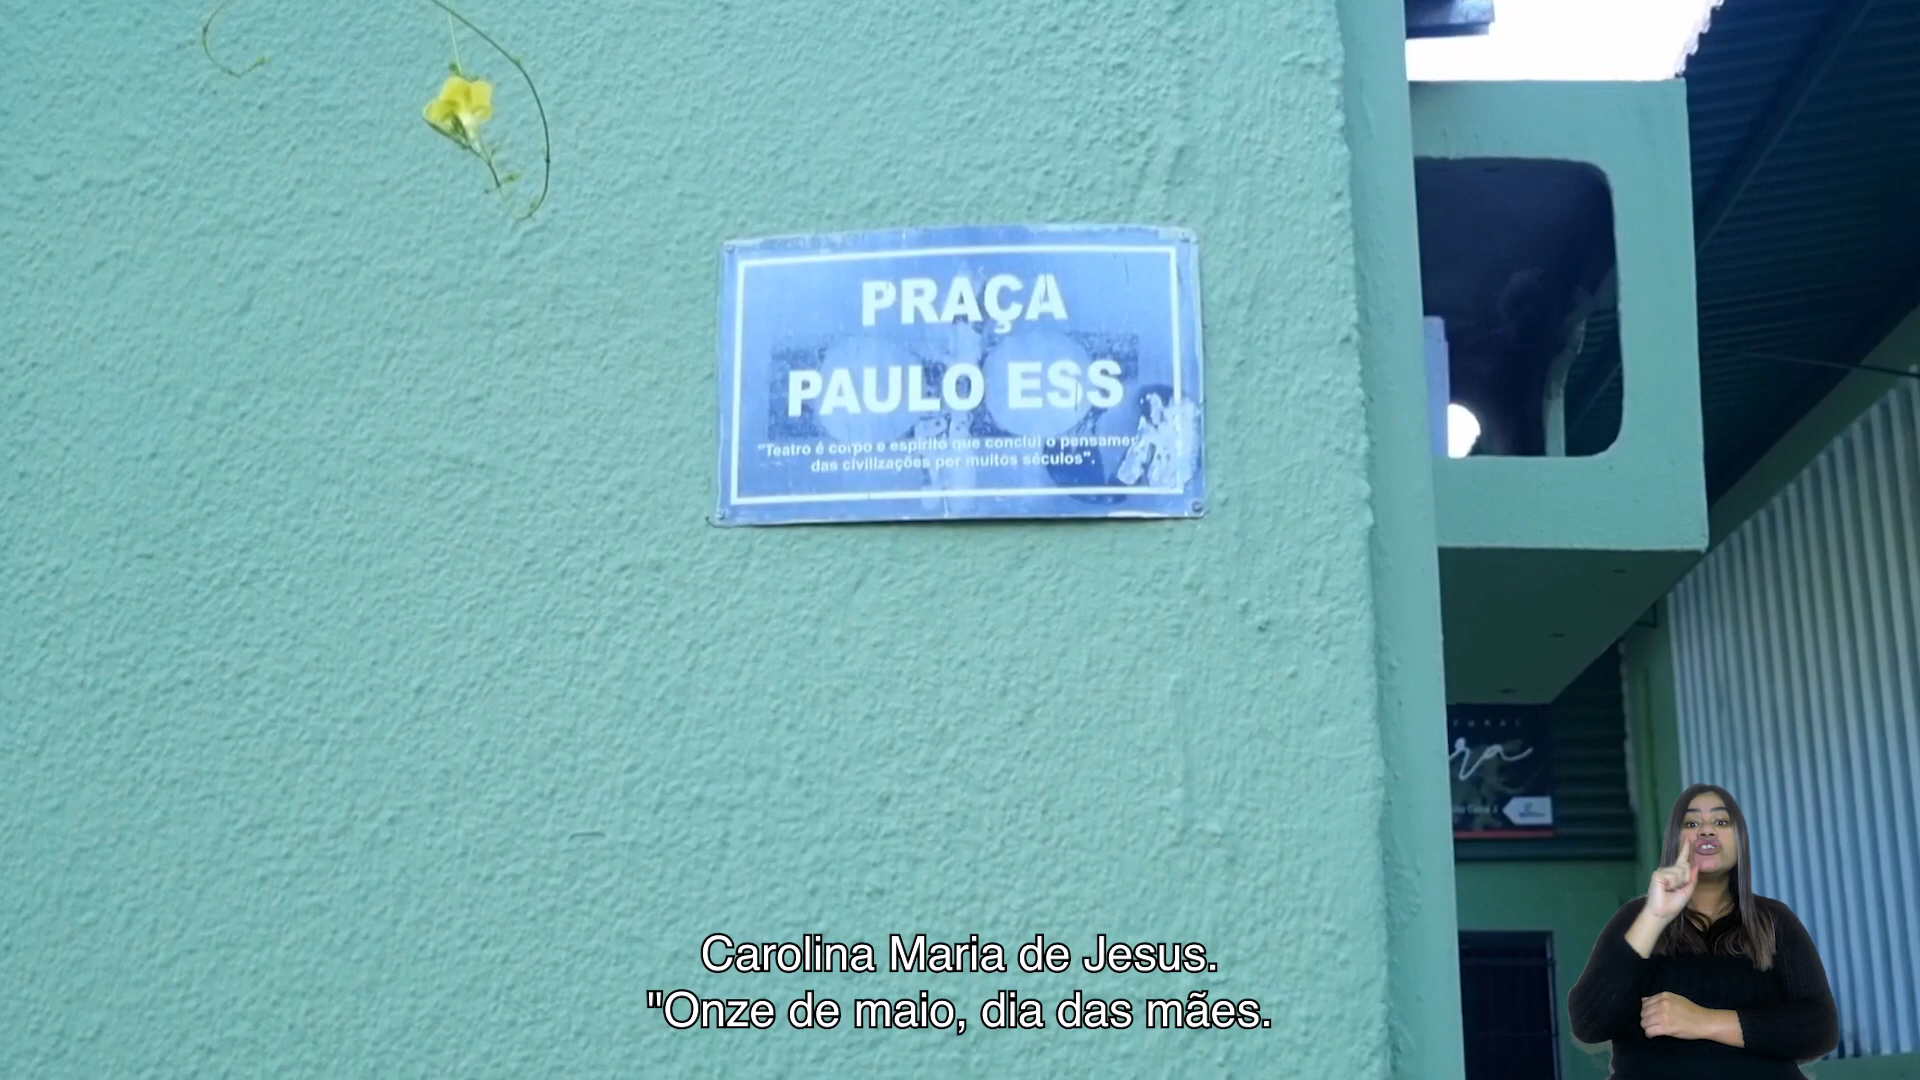 PRAÇA
PAULO ESS
"Teatro é corpo e espírito que conclui o
das civilizações por muitos séculos".
ra
Carolina Maria de Jesus.
"Onze de maio, dia das mães.